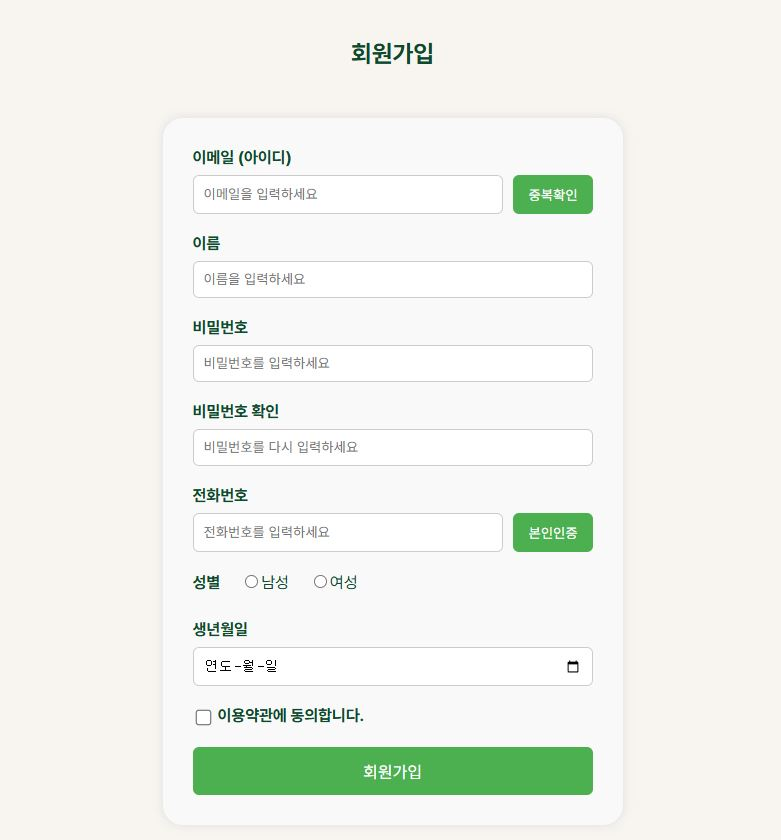 회원가입
이메일 (아이디)
이메일을 입력하세요 중복확인
이름
이름을 입력하세요
비밀번호
비밀번호를 입력하세요
비밀번호 확인
비밀번호를 다시 입력하세요
전화번호
전화번호를 입력하세요 본인인증
성별 남성 여성
생년월일
연도-월-일
이용약관에 동의합니다.
회원가입